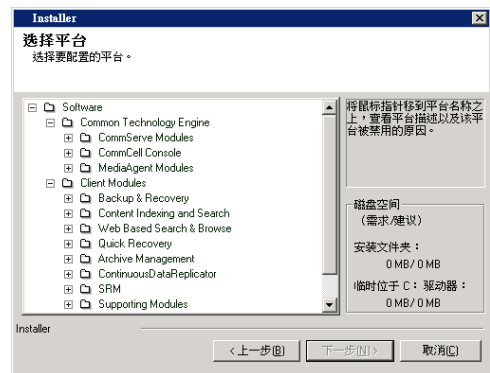 Installer
选择平台
选择要配置的平台。
Software
Common Technology Engine
CommServe Modules
CommCell Console
MediaAgent Modules
Client Modules
Backup & Recovery
Content Indexing and Search
Web Based Search & Browse
Quick Recovery
Archive Management
ContinuousDataReplicator
SRM
Supporting Modules
将鼠标指针移到平台名称之
上，查看平台描述以及该平
台被禁用的原因。
磁盘空间
（需求/建议）
安装文件夹：
0 MB/ 0 MB
临时位于 C： 驱动器：
0 MB/ 0 MB
Installer
<上一步(B)
下一步(N)>
取消(C)